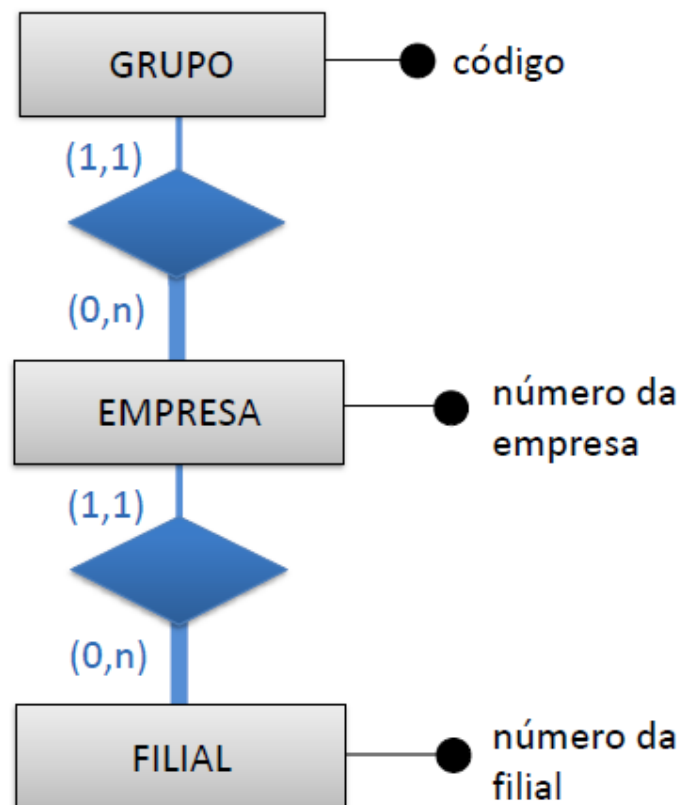 GRUPO
código
(1,1)
(0,n)
EMPRESA
número da
empresa
(1,1)
(0,n)
FILIAL
número da
filial